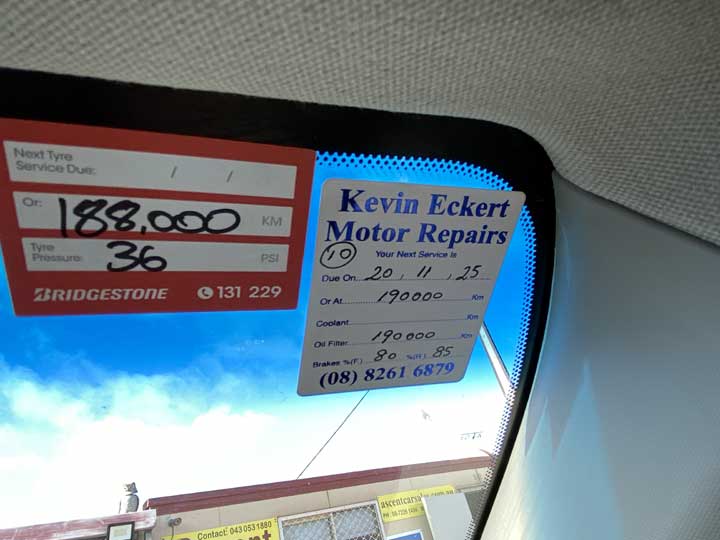 Next Tyre
Service Due: / /
Or: 188,000 KM
Tyre
Pressure: 36 PSI
BRIDGESTONE 131 229
Kevin Eckert
Motor Repairs
10 Your Next Service is
Due On 20, 11, 25
Or At 190000 Km
Coolant Km
Oil Filter 190000 Km
Brakes %(F) 80 %(R) 85
(08) 8261 6879
Contact: 0430531880